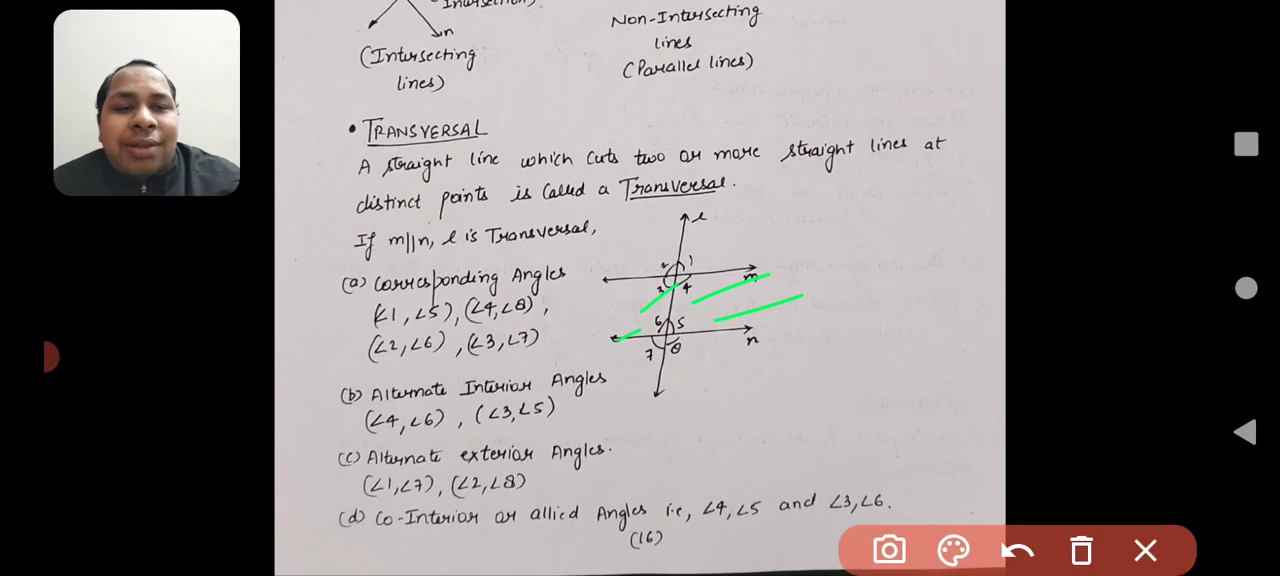 n
(Intersecting
lines)
Non-Intersecting
lines
(Parallel lines)
• TRANSVERSAL
A straight line which cuts two or more straight lines at
distinct points is called a Transversal.
If m||n, l is Transversal,
(a) Corresponding Angles
(∠1, ∠5), (∠4, ∠8),
(∠2, ∠6), (∠3, ∠7)
(b) Alternate Interior Angles
(∠4, ∠6), (∠3, ∠5)
(c) Alternate exterior Angles.
(∠1, ∠7), (∠2, ∠8)
(d) Co-Interior or allied Angles i.e, ∠4, ∠5 and ∠3, ∠6.
(16)
l
2 1
m
3 4
6 5
n
7 8